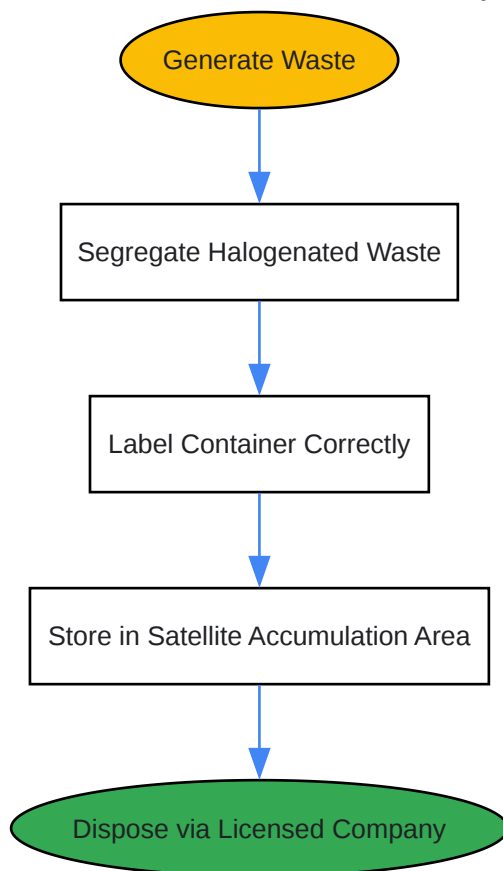 Generate Waste
Segregate Halogenated Waste
Label Container Correctly
Store in Satellite Accumulation Area
Dispose via Licensed Company